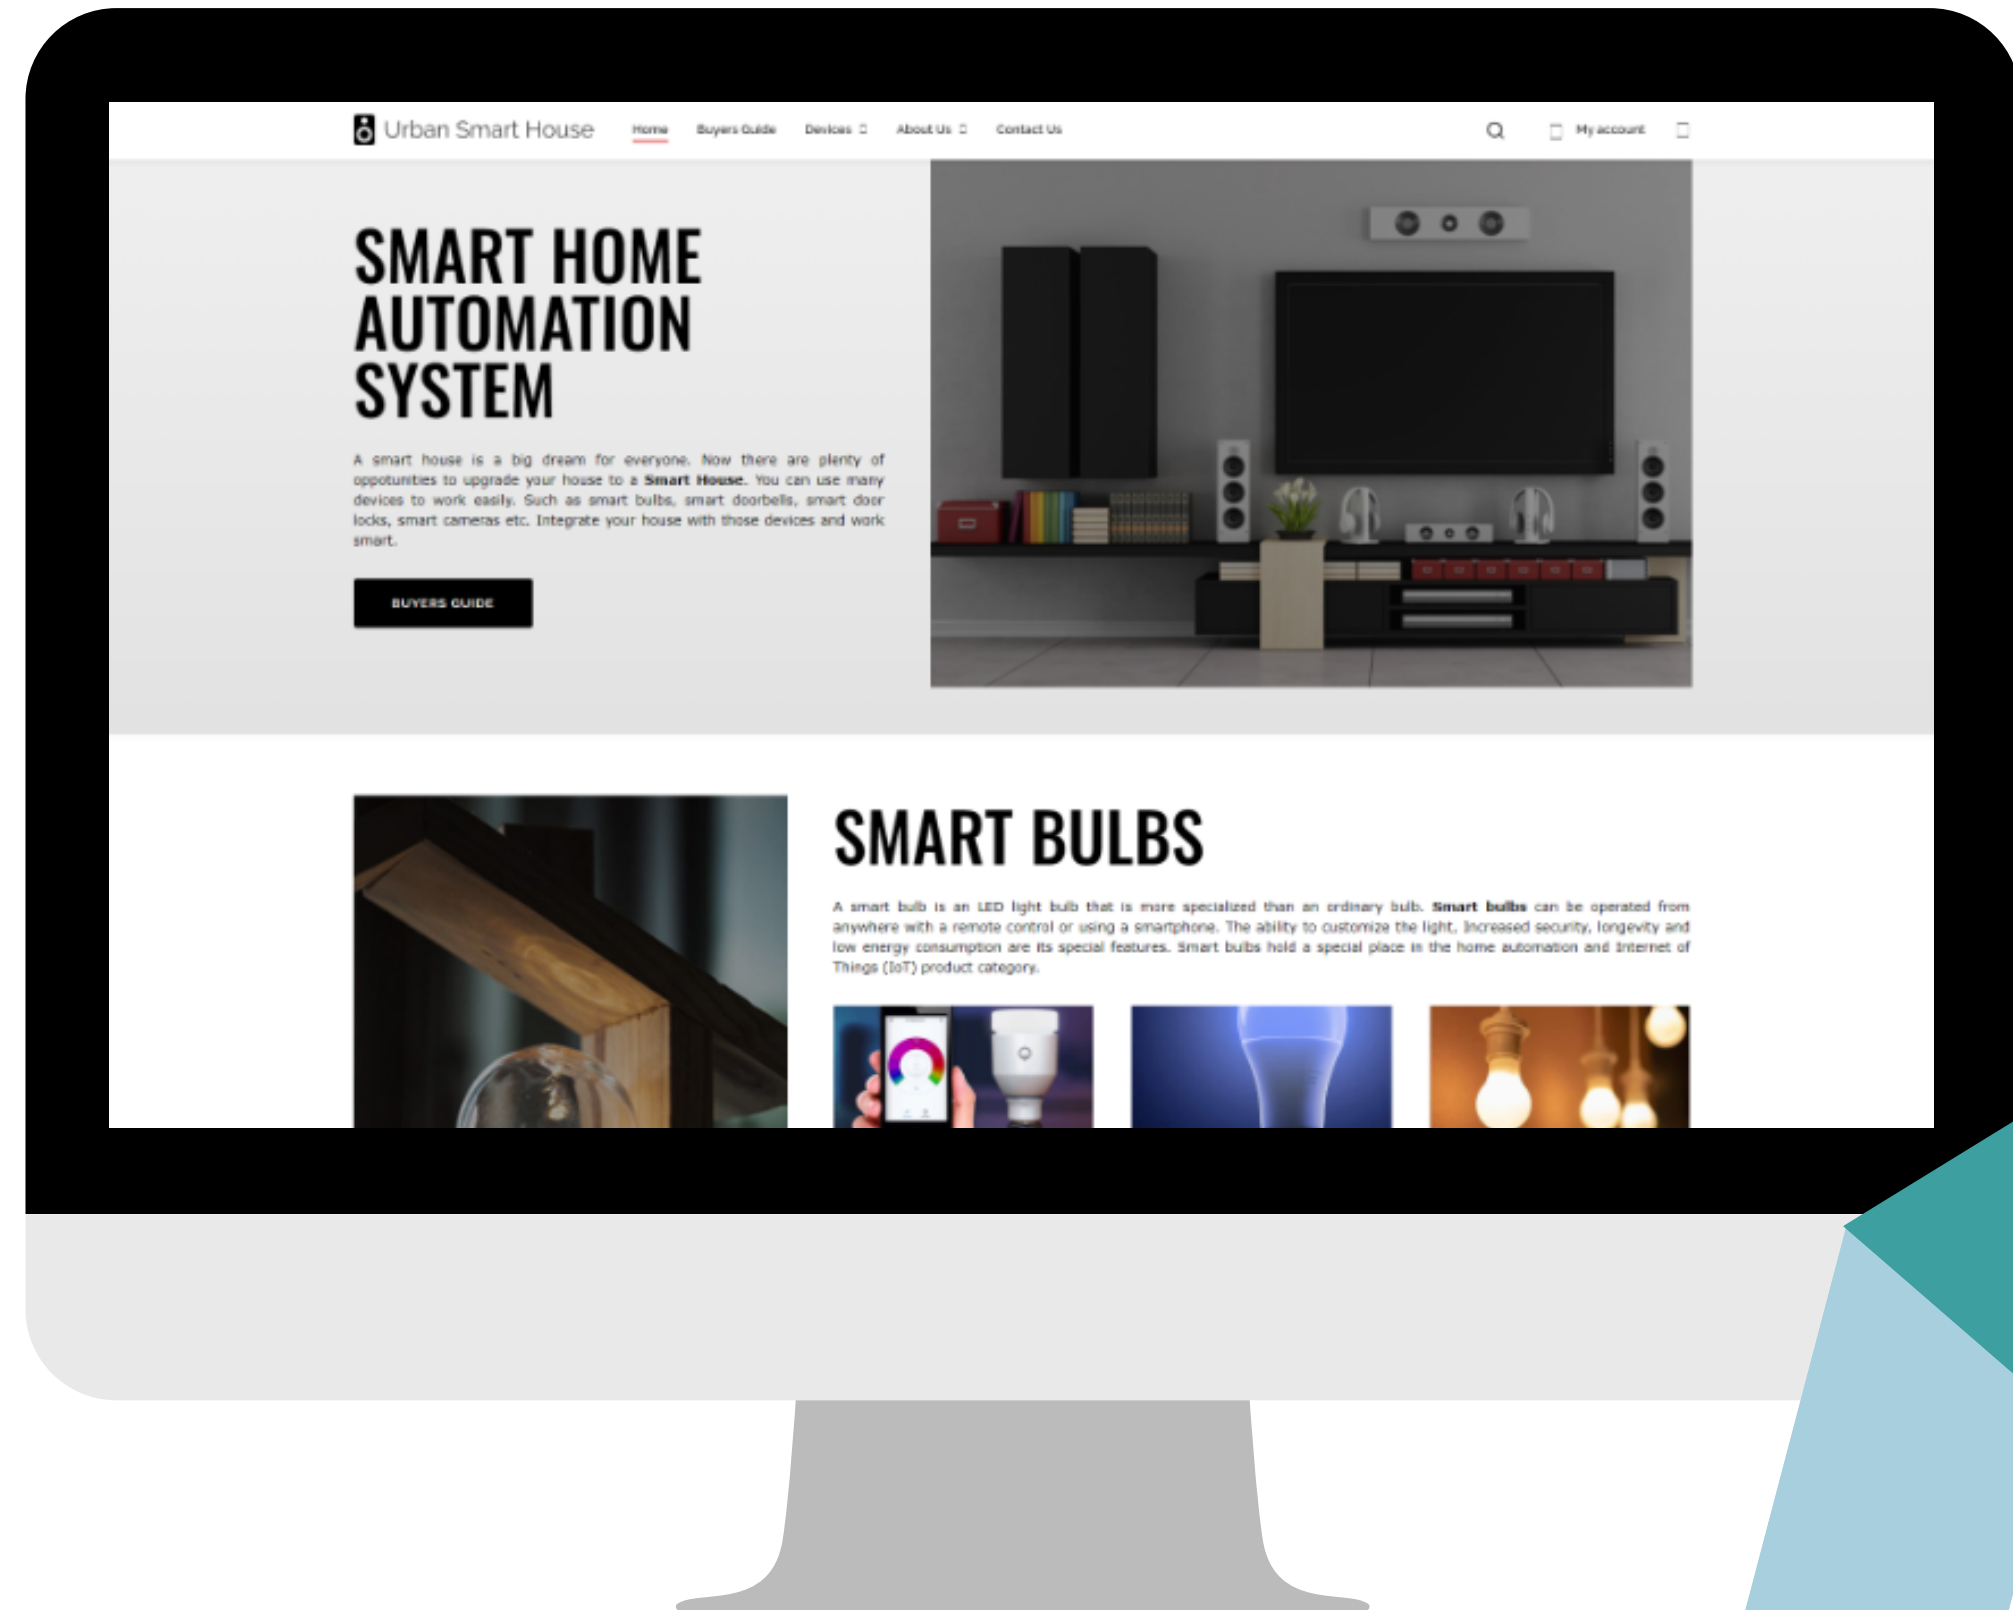 Urban Smart House Home Buyers Guide Devices About Us Contact Us My account
SMART HOME
AUTOMATION
SYSTEM
A smart house is a big dream for everyone. Now there are plenty of
oppotunities to upgrade your house to a Smart House. You can use many
devices to work easily. Such as smart bulbs, smart doorbells, smart door
locks, smart cameras etc. Integrate your house with those devices and work
smart.
BUYERS GUIDE
SMART BULBS
A smart bulb is an LED light bulb that is more specialized than an ordinary bulb. Smart bulbs can be operated from
anywhere with a remote control or using a smartphone. The ability to customize the light, Increased security, longevity and
low energy consumption are its special features. Smart bulbs hold a special place in the home automation and Internet of
Things (IoT) product category.